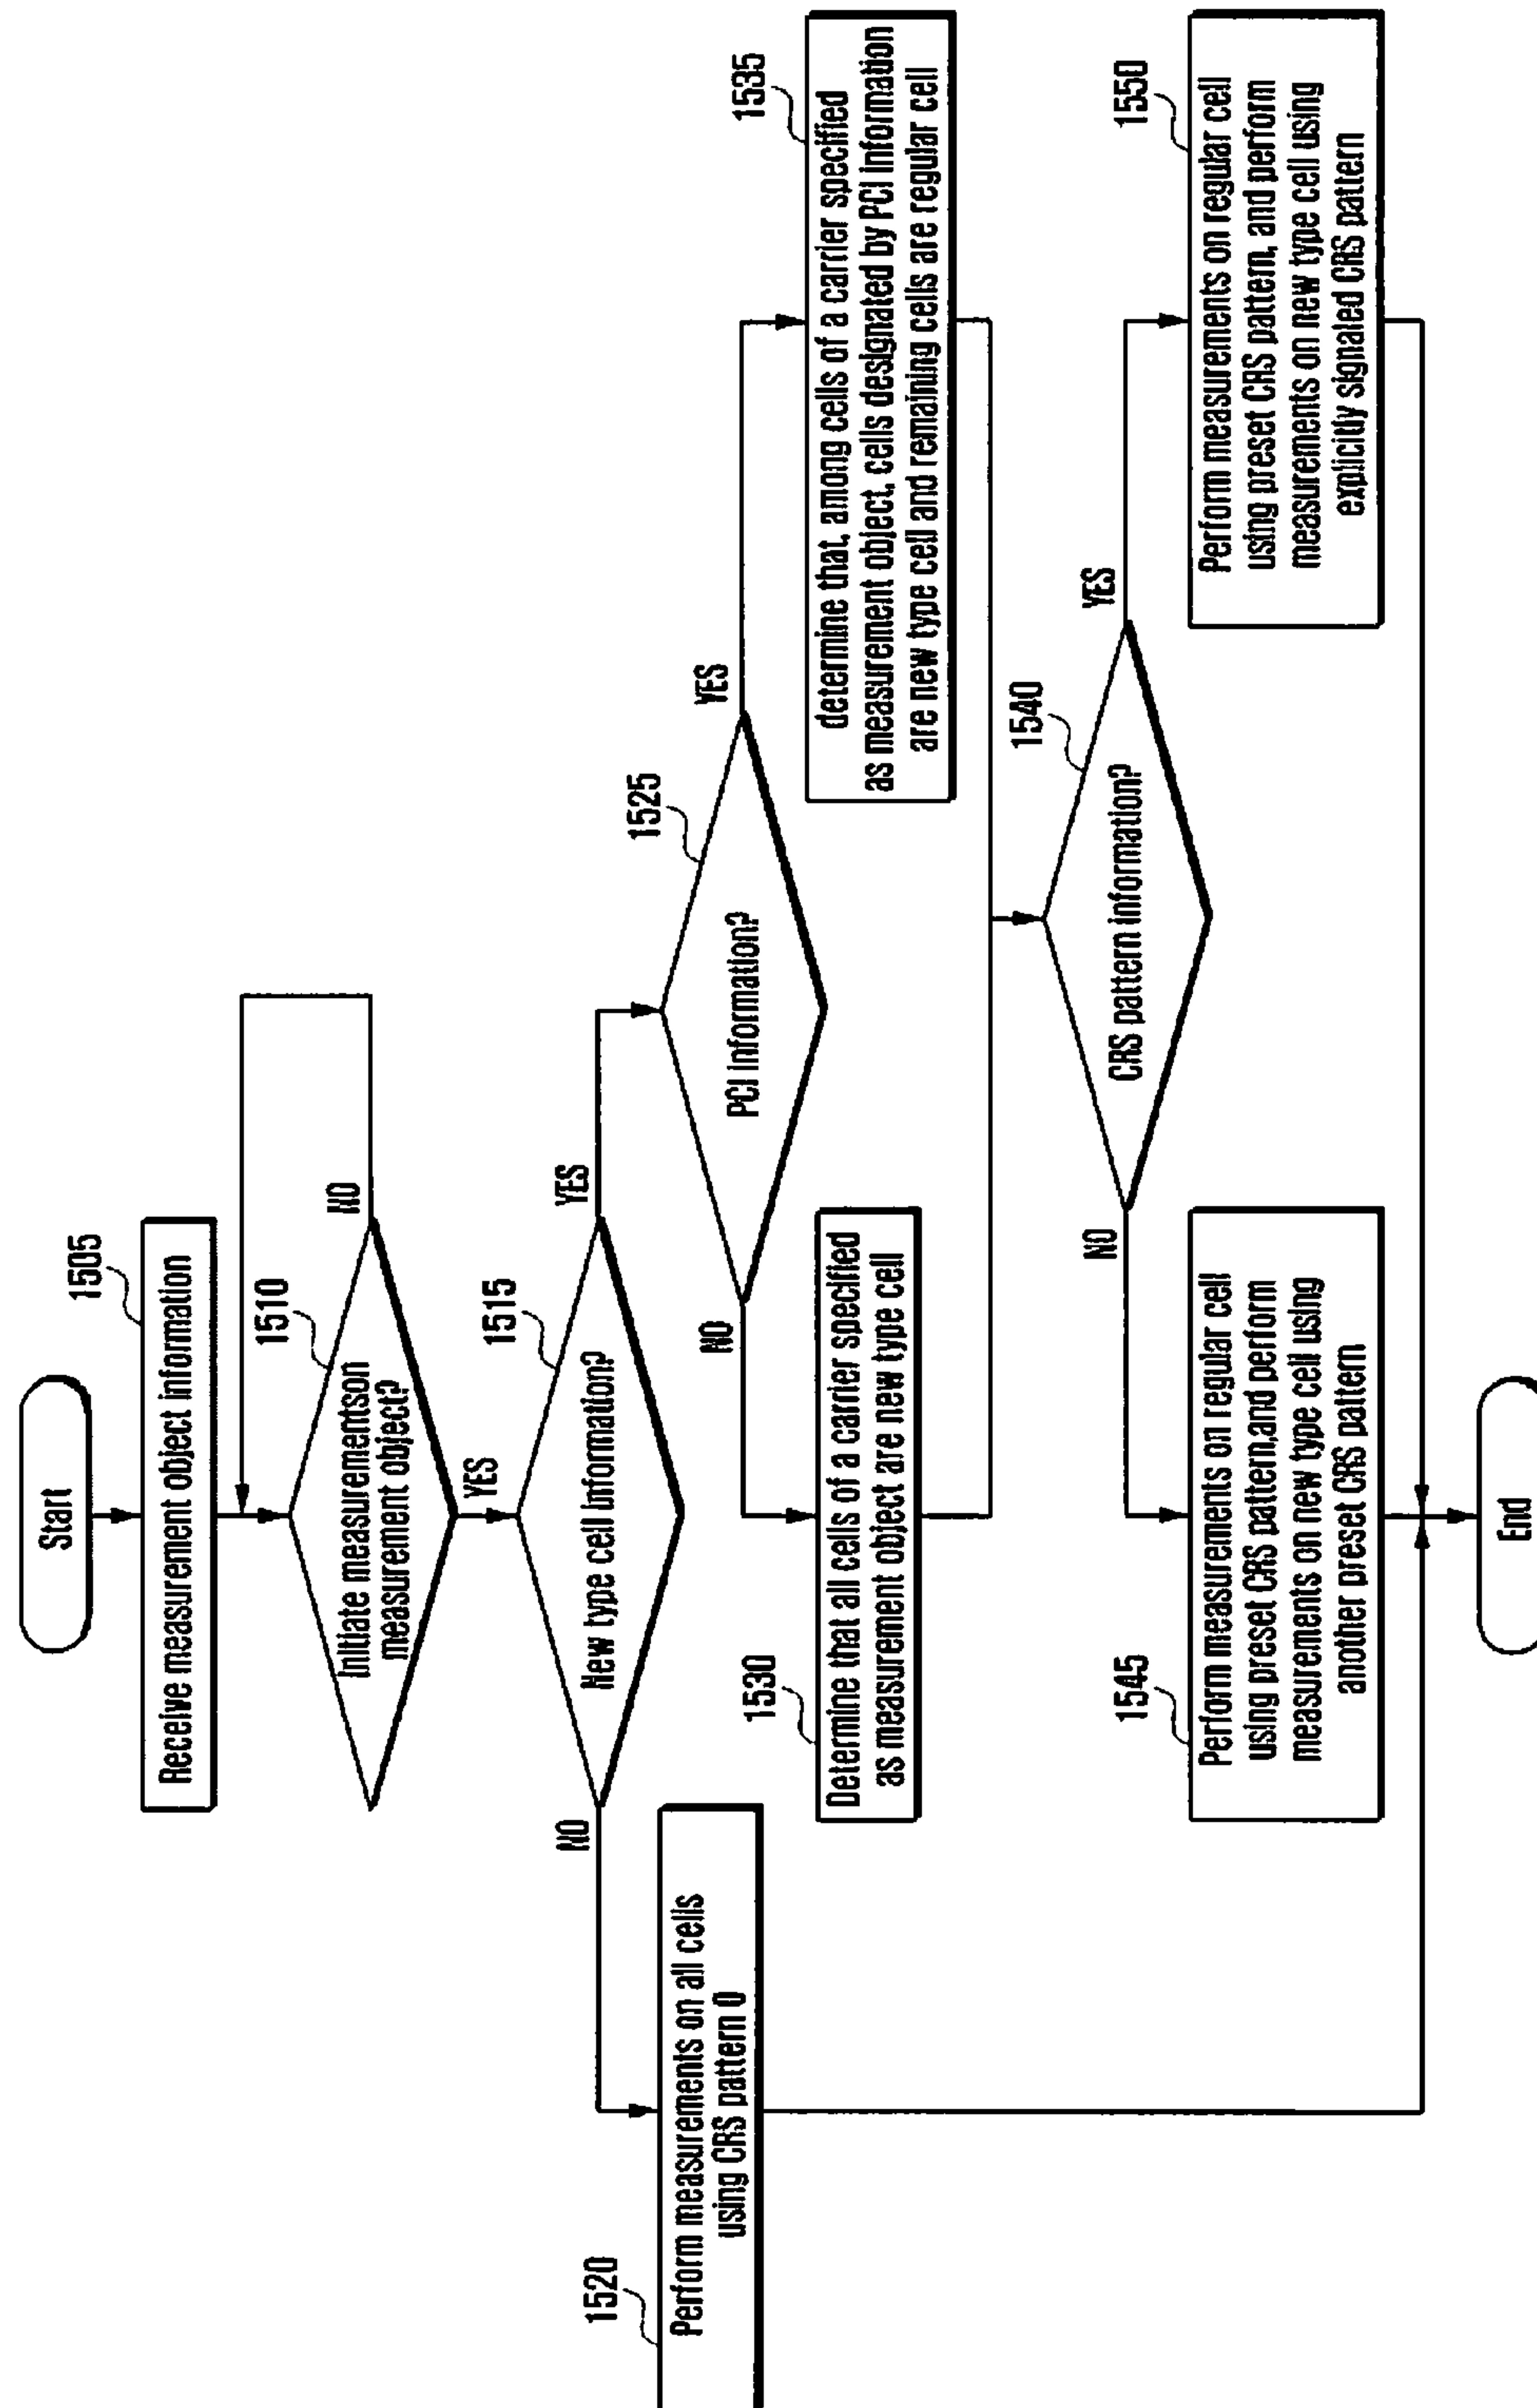 Start
1505
Receive measurement object information
1510
Initiate measurementson
measurement object?
NO
YES
1515
New type cell information?
NO
YES
1520
Perform measurements on all cells
using CRS pattern 0
1525
PCI information?
NO
YES
1530
Determine that all cells of a carrier specified
as measurement object are new type cell
1535
determine that, among cells of a carrier specified
as measurement object, cells designated by PCI information
are new type cell and remaining cells are regular cell
1540
CRS pattern information?
NO
YES
1545
Perform measurements on regular cell
using preset CRS pattern,and perform
measurements on new type cell using
another preset CRS pattern
1550
Perform measurements on regular cell
using preset CRS pattern, and perform
measurements on new type cell using
explicitly signaled CRS pattern
End